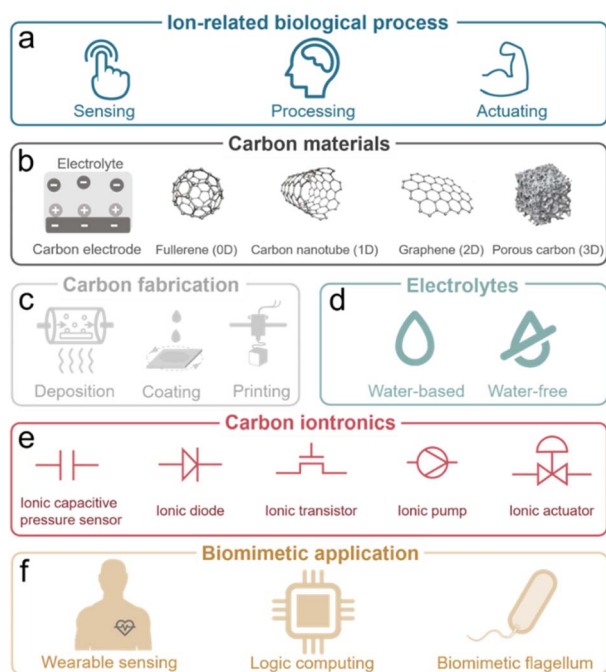 Ion-related biological process
a
Sensing Processing Actuating
Carbon materials
b
Electrolyte
Carbon electrode Fullerene (0D) Carbon nanotube (1D) Graphene (2D) Porous carbon (3D)
Carbon fabrication
c
Deposition Coating Printing
Electrolytes
d
Water-based Water-free
Carbon iontronics
e
Ionic capacitive
pressure sensor
Ionic diode Ionic transistor Ionic pump Ionic actuator
Biomimetic application
f
Wearable sensing Logic computing Biomimetic flagellum